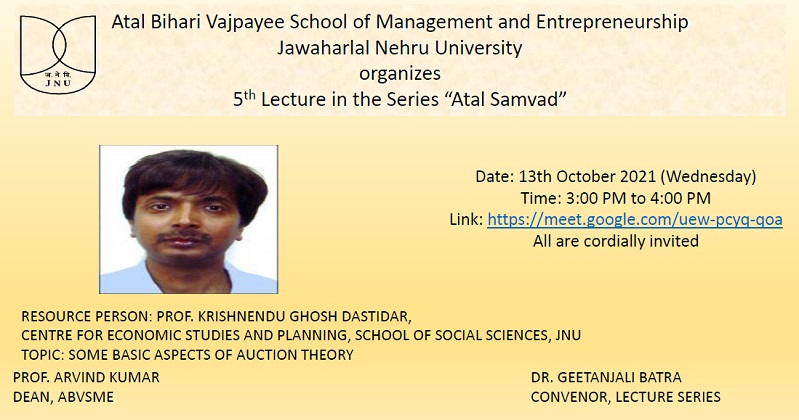 Atal Bihari Vajpayee School of Management and Entrepreneurship
Jawaharlal Nehru University
organizes
5th Lecture in the Series “Atal Samvad”
ज. ने. वि.
JNU
Date: 13th October 2021 (Wednesday)
Time: 3:00 PM to 4:00 PM
Link: https://meet.google.com/uew-pcyq-qoa
All are cordially invited
RESOURCE PERSON: PROF. KRISHNENDU GHOSH DASTIDAR,
CENTRE FOR ECONOMIC STUDIES AND PLANNING, SCHOOL OF SOCIAL SCIENCES, JNU
TOPIC: SOME BASIC ASPECTS OF AUCTION THEORY
PROF. ARVIND KUMAR
DEAN, ABVSME
DR. GEETANJALI BATRA
CONVENOR, LECTURE SERIES